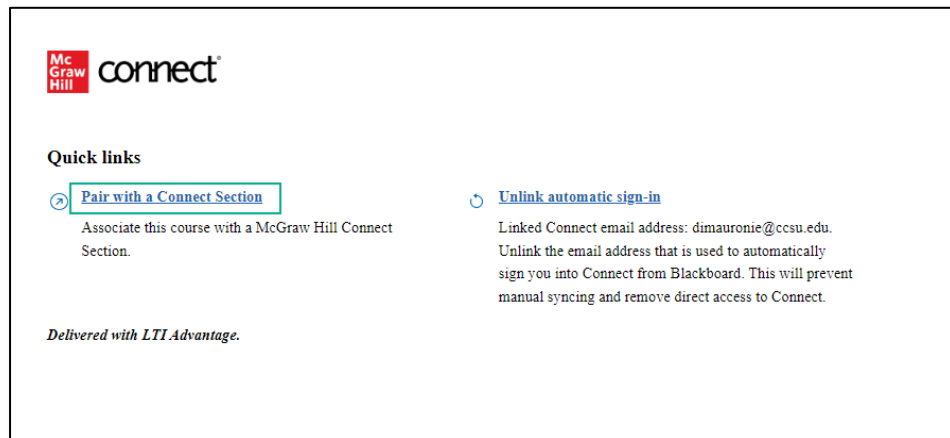 Mc
Graw
Hill
connect
Quick links
Pair with a Connect Section
Associate this course with a McGraw Hill Connect
Section.
Unlink automatic sign-in
Linked Connect email address: dimauronie@ccsu.edu.
Unlink the email address that is used to automatically
sign you into Connect from Blackboard. This will prevent
manual syncing and remove direct access to Connect.
Delivered with LTI Advantage.